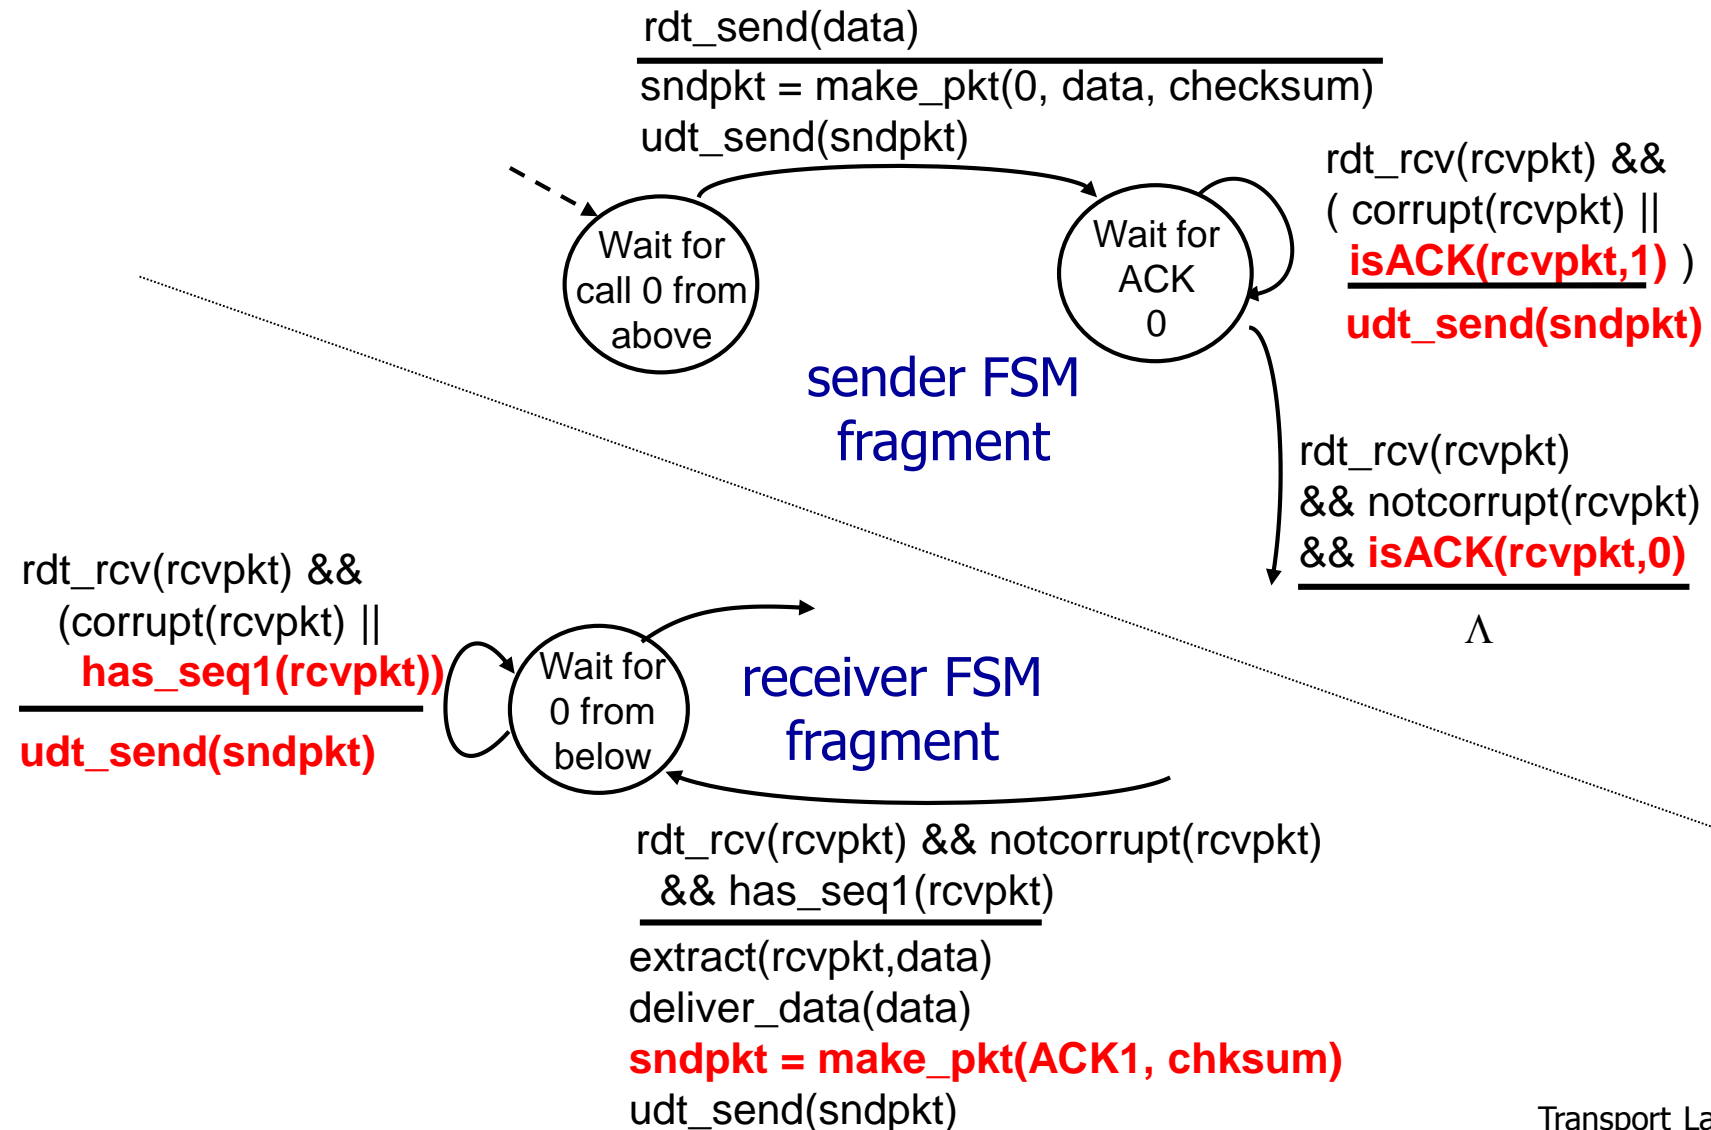 rdt_send(data)
sndpkt = make_pkt(0, data, checksum)
udt_send(sndpkt)
Wait for
call 0 from
above
Wait for
ACK
0
rdt_rcv(rcvpkt) &&
( corrupt(rcvpkt) ||
isACK(rcvpkt,1) )
udt_send(sndpkt)
sender FSM
fragment
rdt_rcv(rcvpkt)
&& notcorrupt(rcvpkt)
&& isACK(rcvpkt,0)
Λ
rdt_rcv(rcvpkt) &&
(corrupt(rcvpkt) ||
has_seq1(rcvpkt))
udt_send(sndpkt)
Wait for
0 from
below
receiver FSM
fragment
rdt_rcv(rcvpkt) && notcorrupt(rcvpkt)
&& has_seq1(rcvpkt)
extract(rcvpkt,data)
deliver_data(data)
sndpkt = make_pkt(ACK1, chksum)
udt_send(sndpkt)
Transport La